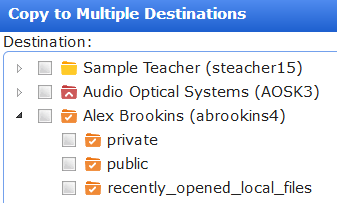 Copy to Multiple Destinations
Destination:
Sample Teacher (steacher15)
Audio Optical Systems (AOSK3)
Alex Brookins (abrookins4)
private
public
recently_opened_local_files